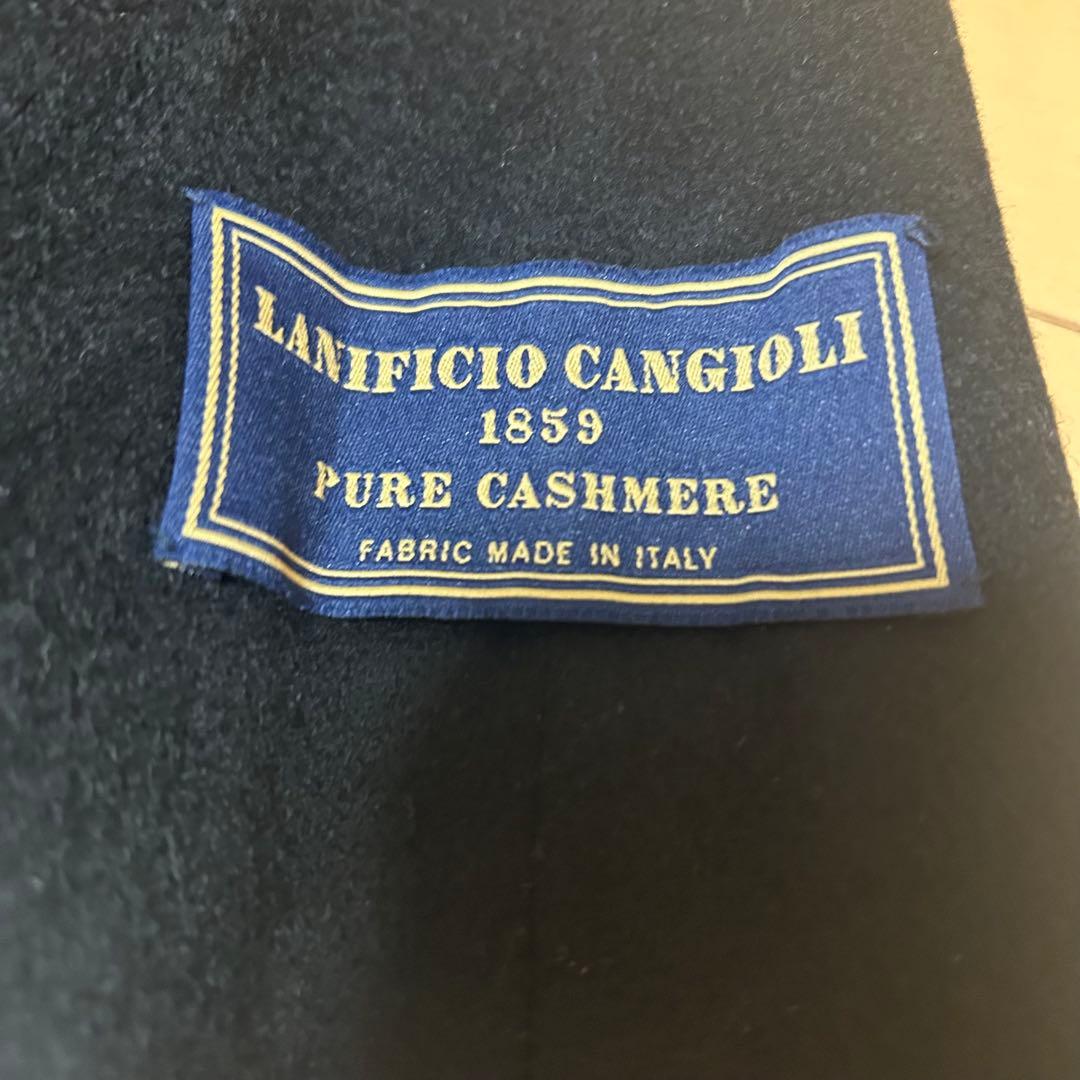 LANIFICIO CANGIOLI
1859
PURE CASHMERE
FABRIC MADE IN ITALY